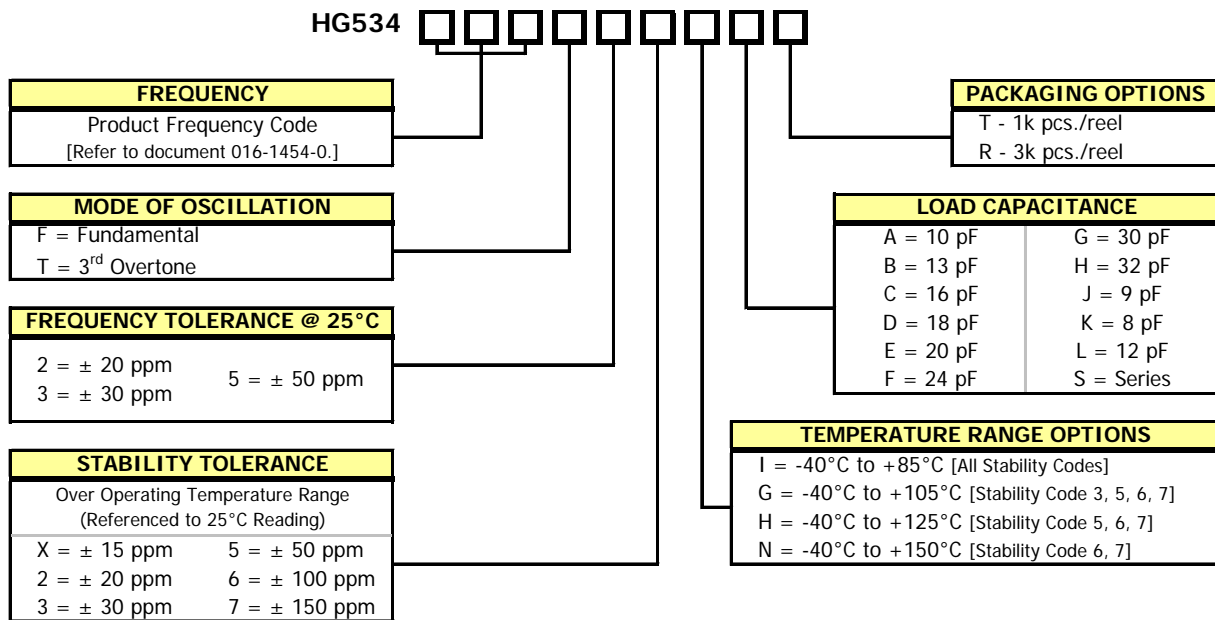 HG534
FREQUENCY
Product Frequency Code
[Refer to document 016-1454-0.]
MODE OF OSCILLATION
F = Fundamental
T = 3rd Overtone
FREQUENCY TOLERANCE @ 25°C
2 = ± 20 ppm
3 = ± 30 ppm
5 = ± 50 ppm
STABILITY TOLERANCE
Over Operating Temperature Range
(Referenced to 25°C Reading)
X = ± 15 ppm
2 = ± 20 ppm
3 = ± 30 ppm
5 = ± 50 ppm
6 = ± 100 ppm
7 = ± 150 ppm
PACKAGING OPTIONS
T - 1k pcs./reel
R - 3k pcs./reel
LOAD CAPACITANCE
A = 10 pF
B = 13 pF
C = 16 pF
D = 18 pF
E = 20 pF
F = 24 pF
G = 30 pF
H = 32 pF
J = 9 pF
K = 8 pF
L = 12 pF
S = Series
TEMPERATURE RANGE OPTIONS
I = -40°C to +85°C [All Stability Codes]
G = -40°C to +105°C [Stability Code 3, 5, 6, 7]
H = -40°C to +125°C [Stability Code 5, 6, 7]
N = -40°C to +150°C [Stability Code 6, 7]